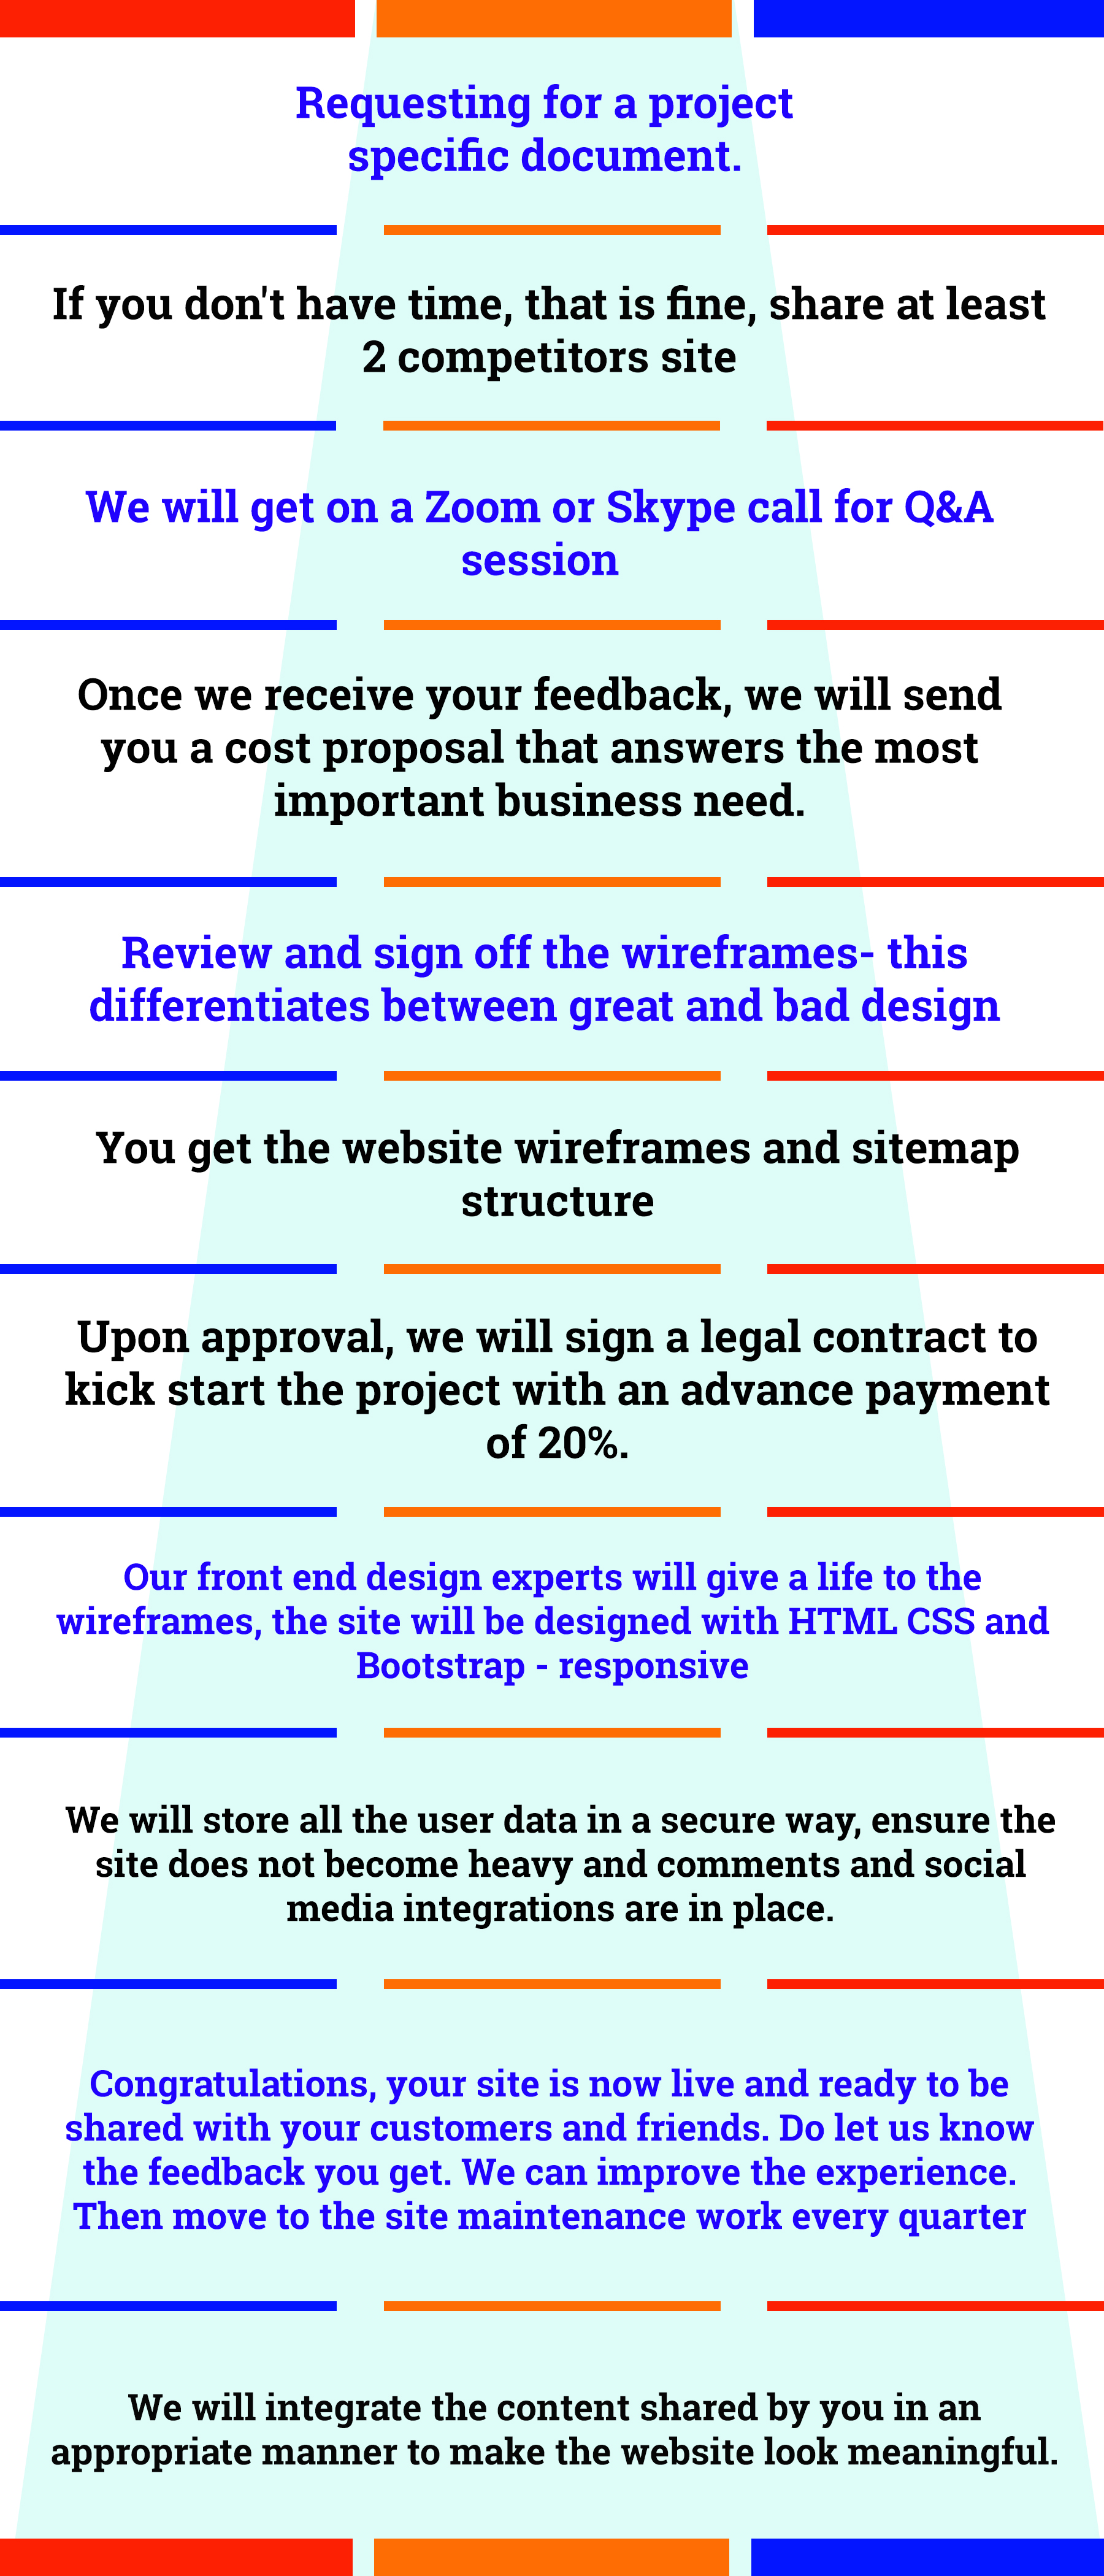 Requesting for a project
specific document.
If you don't have time, that is fine, share at least
2 competitors site
We will get on a Zoom or Skype call for Q&A
session
Once we receive your feedback, we will send
you a cost proposal that answers the most
important business need.
Review and sign off the wireframes- this
differentiates between great and bad design
You get the website wireframes and sitemap
structure
Upon approval, we will sign a legal contract to
kick start the project with an advance payment
of 20%.
Our front end design experts will give a life to the
wireframes, the site will be designed with HTML CSS and
Bootstrap - responsive
We will store all the user data in a secure way, ensure the
site does not become heavy and comments and social
media integrations are in place.
Congratulations, your site is now live and ready to be
shared with your customers and friends. Do let us know
the feedback you get. We can improve the experience.
Then move to the site maintenance work every quarter
We will integrate the content shared by you in an
appropriate manner to make the website look meaningful.